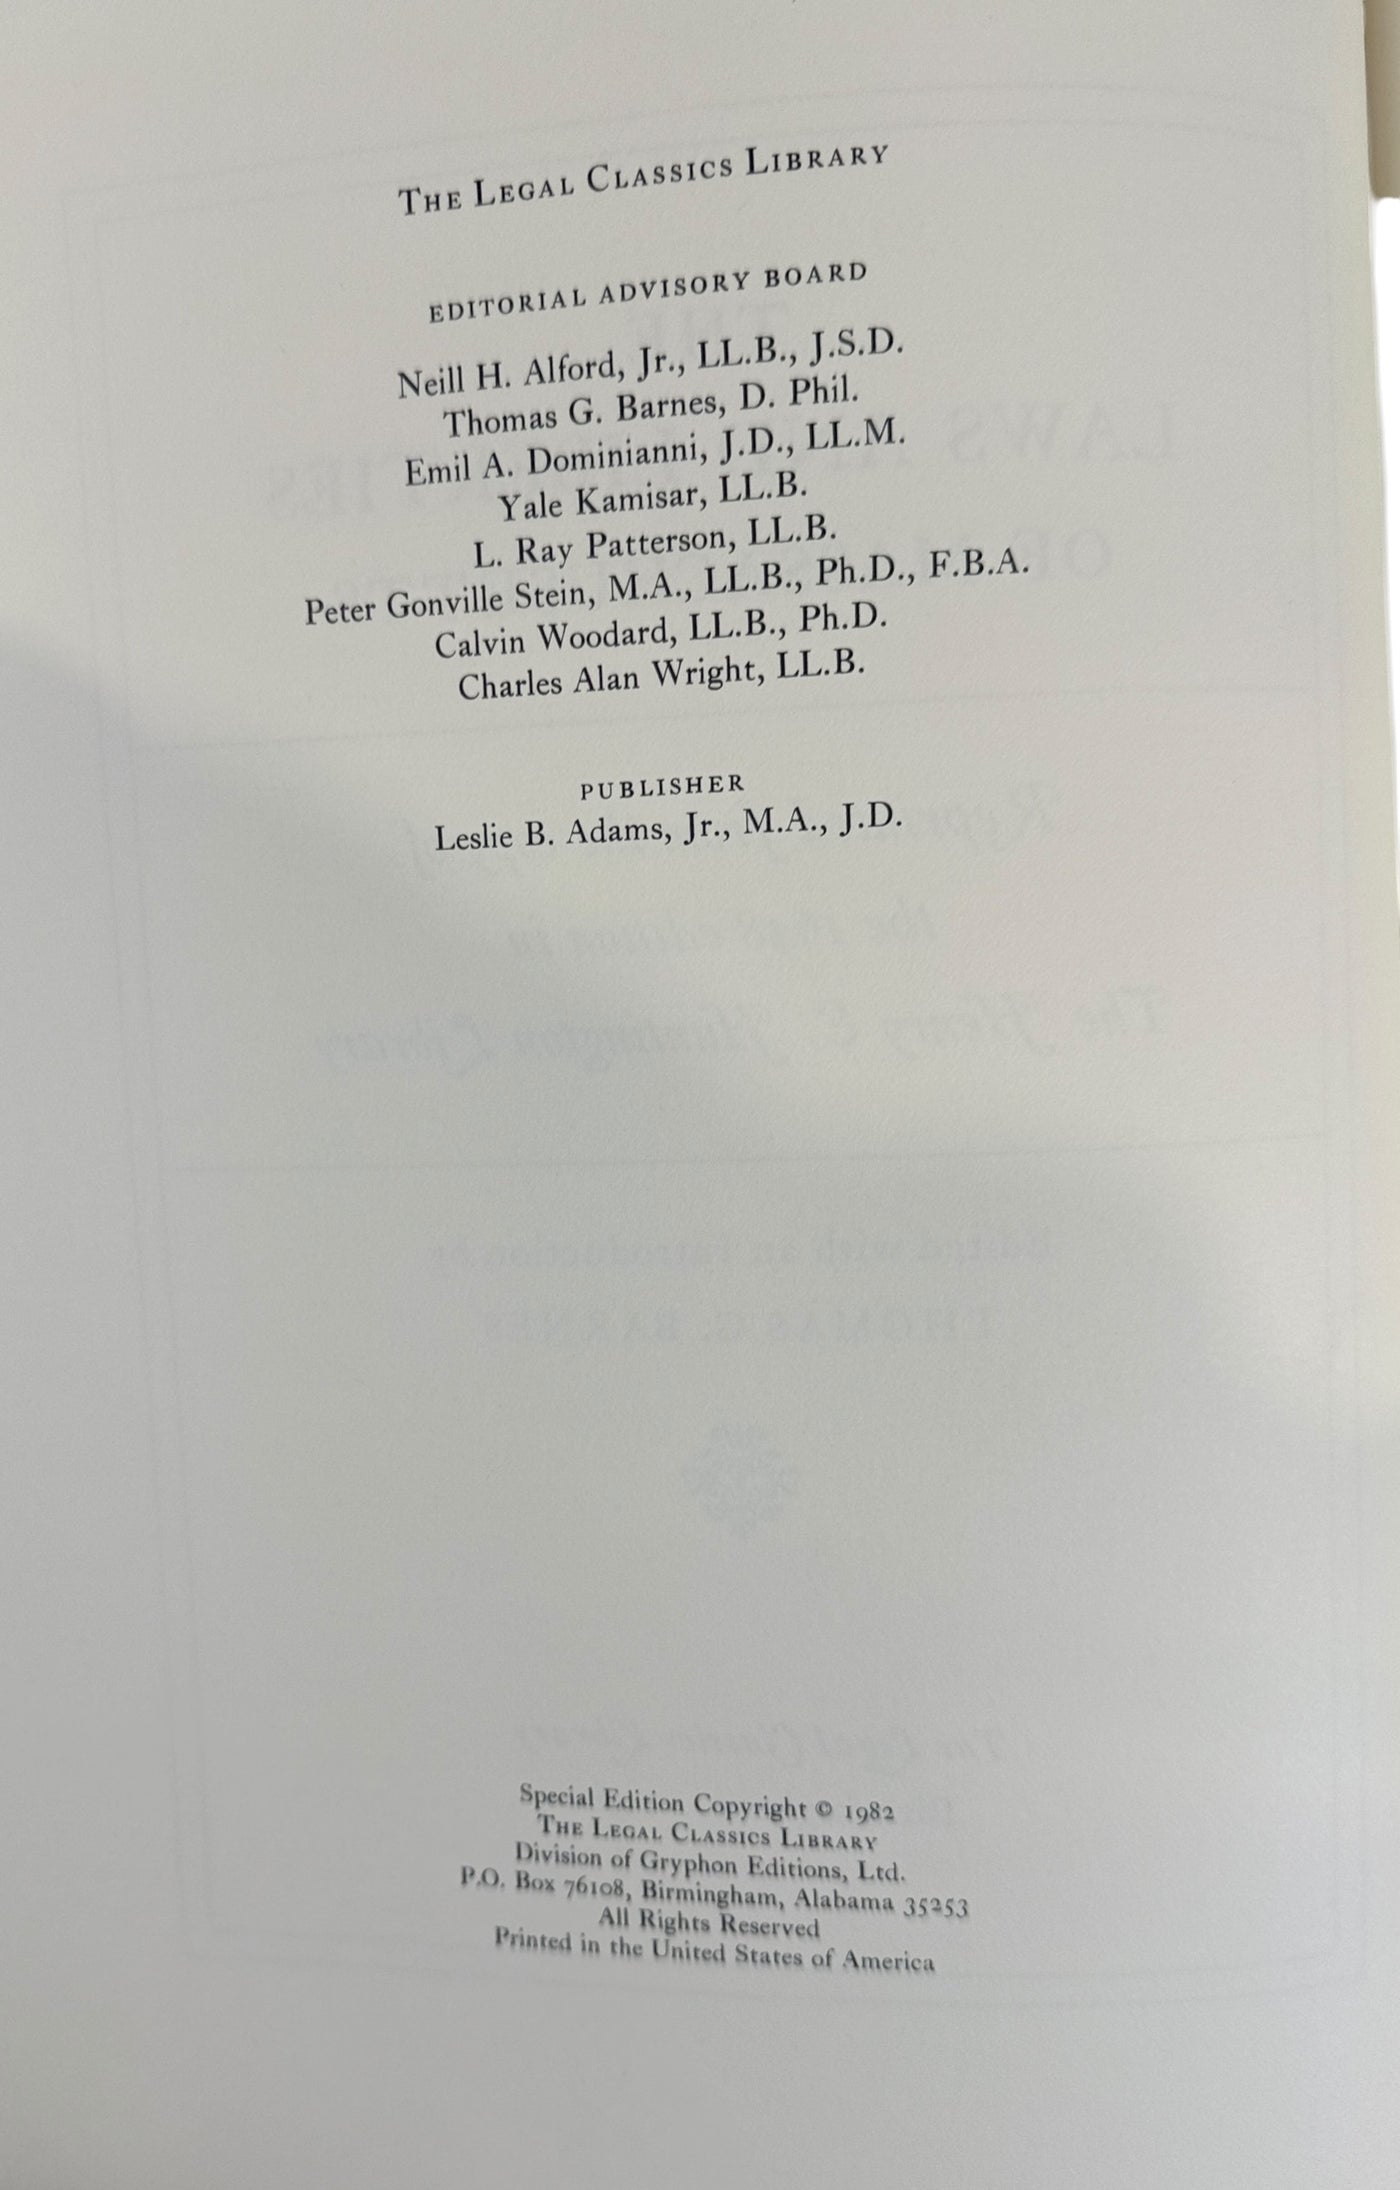 THE LEGAL CLASSICS LIBRARY
EDITORIAL ADVISORY BOARD
Neill H. Alford, Jr., LL.B., J.S.D.
Thomas G. Barnes, D. Phil.
Emil A. Dominianni, J.D., LL.M.
Yale Kamisar, LL.B.
L. Ray Patterson, LL.B.
Peter Gonville Stein, M.A., LL.B., Ph.D., F.B.A.
Calvin Woodard, LL.B., Ph.D.
Charles Alan Wright, LL.B.
PUBLISHER
Leslie B. Adams, Jr., M.A., J.D.
Special Edition Copyright © 1982
THE LEGAL CLASSICS LIBRARY
Division of Gryphon Editions, Ltd.
P.O. Box 76108, Birmingham, Alabama 35253
All Rights Reserved
Printed in the United States of America